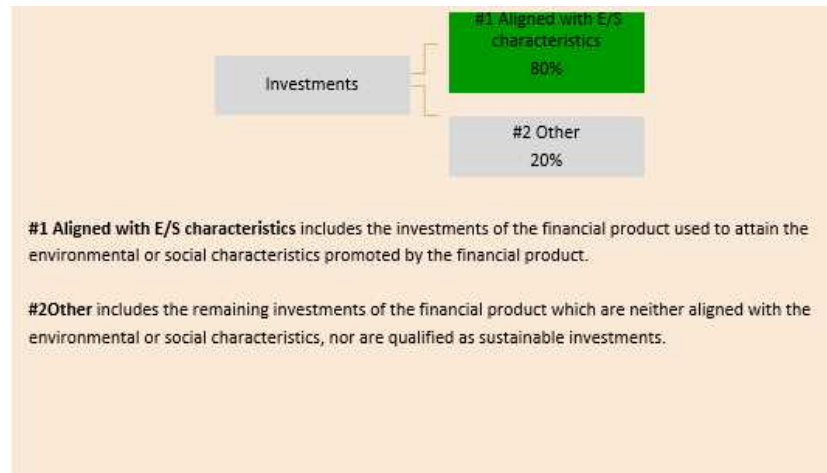 #1 Aligned with E/S
characteristics
80%
Investments
#2 Other
20%
#1 Aligned with E/S characteristics includes the investments of the financial product used to attain the
environmental or social characteristics promoted by the financial product.
#2Other includes the remaining investments of the financial product which are neither aligned with the
environmental or social characteristics, nor are qualified as sustainable investments.